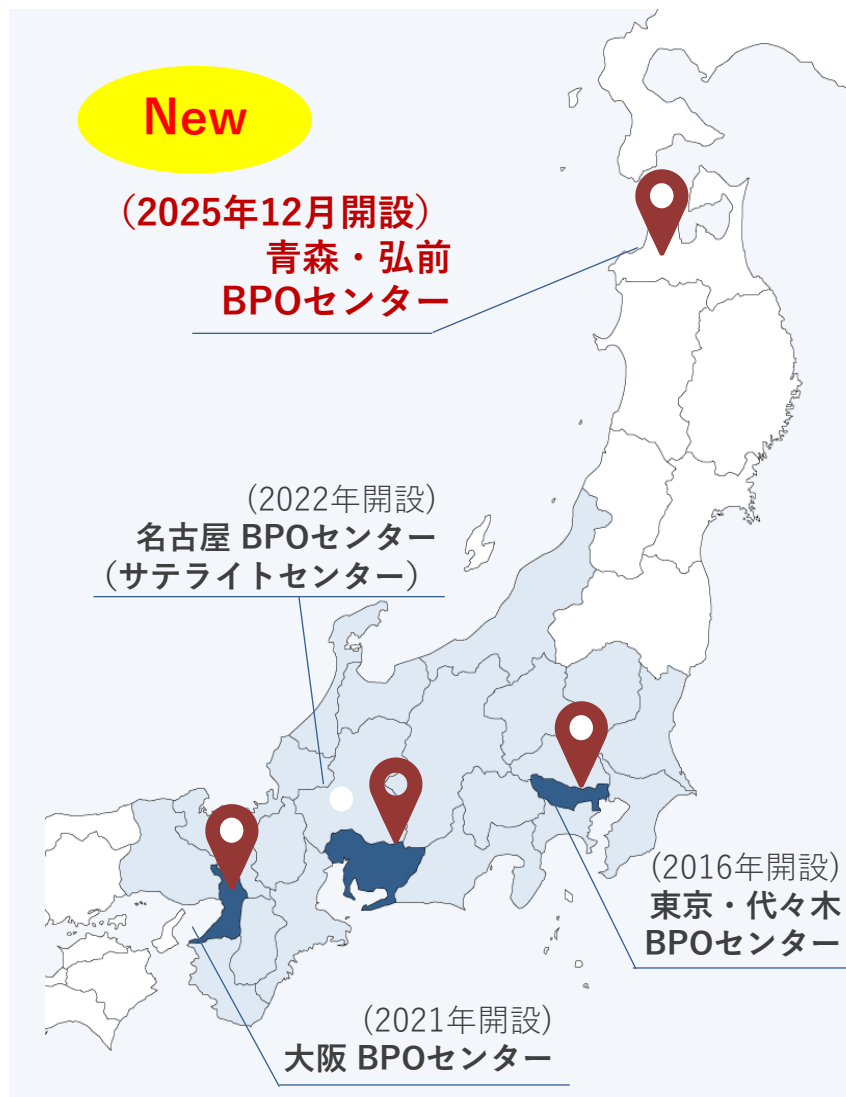 New
（2025年12月開設）
青森・弘前
BPOセンター
(2022年開設)
名古屋 BPOセンター
（サテライトセンター）
(2016年開設)
東京・代々木
BPOセンター
(2021年開設)
大阪 BPOセンター